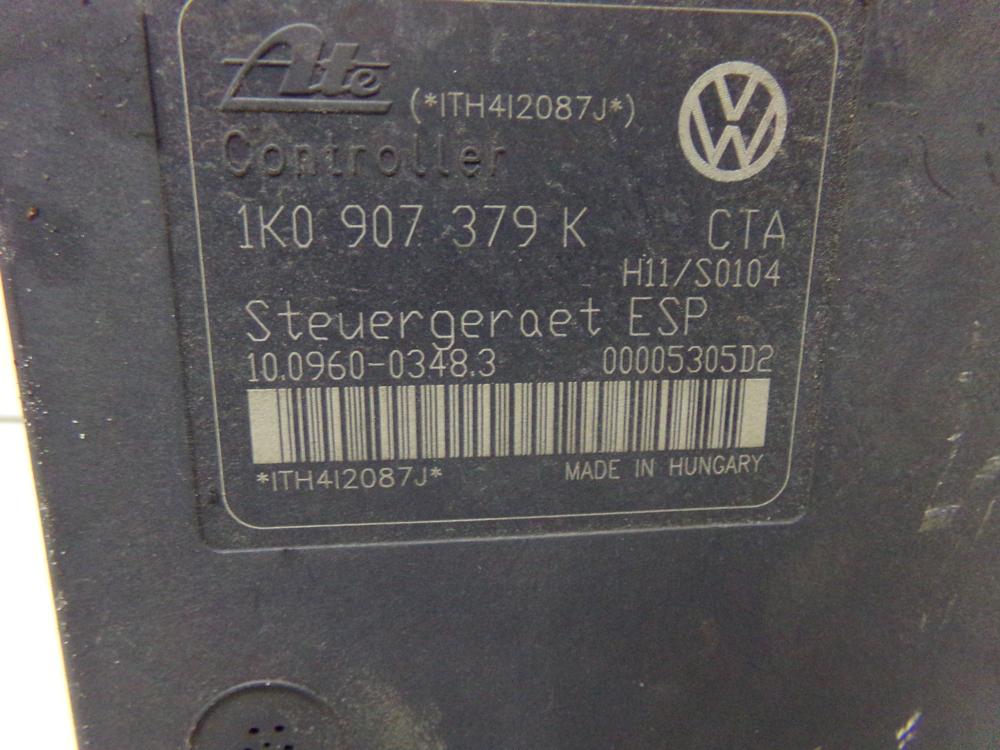 Ate (*ITH4I2087J*)
Controller
1K0 907 379 K CTA
H11/S0104
Steuergeraet ESP
10.0960-0348.3 00005305D2
*ITH4I2087J* MADE IN HUNGARY